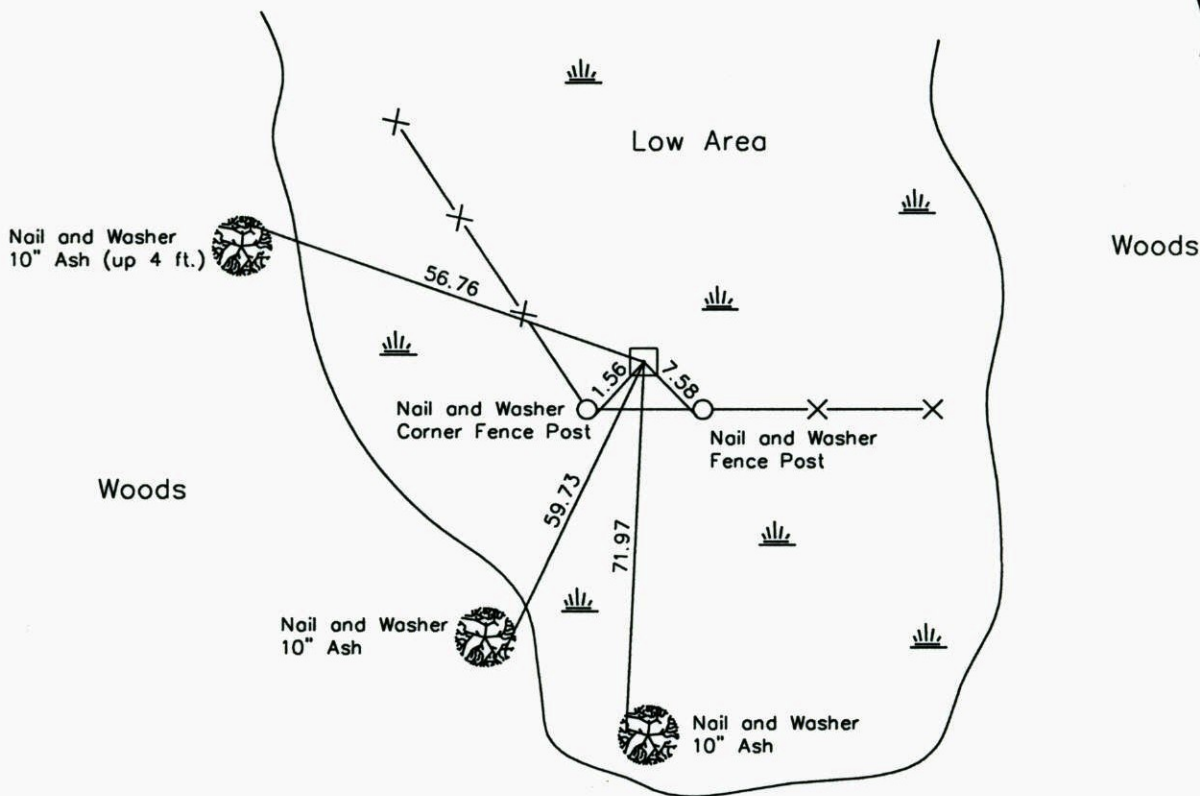 Low Area
Nail and Washer
10" Ash (up 4 ft.)
Woods
56.76
1.56
7.58
Nail and Washer
Corner Fence Post
Nail and Washer
Fence Post
Woods
59.73
71.97
Nail and Washer
10" Ash
Nail and Washer
10" Ash